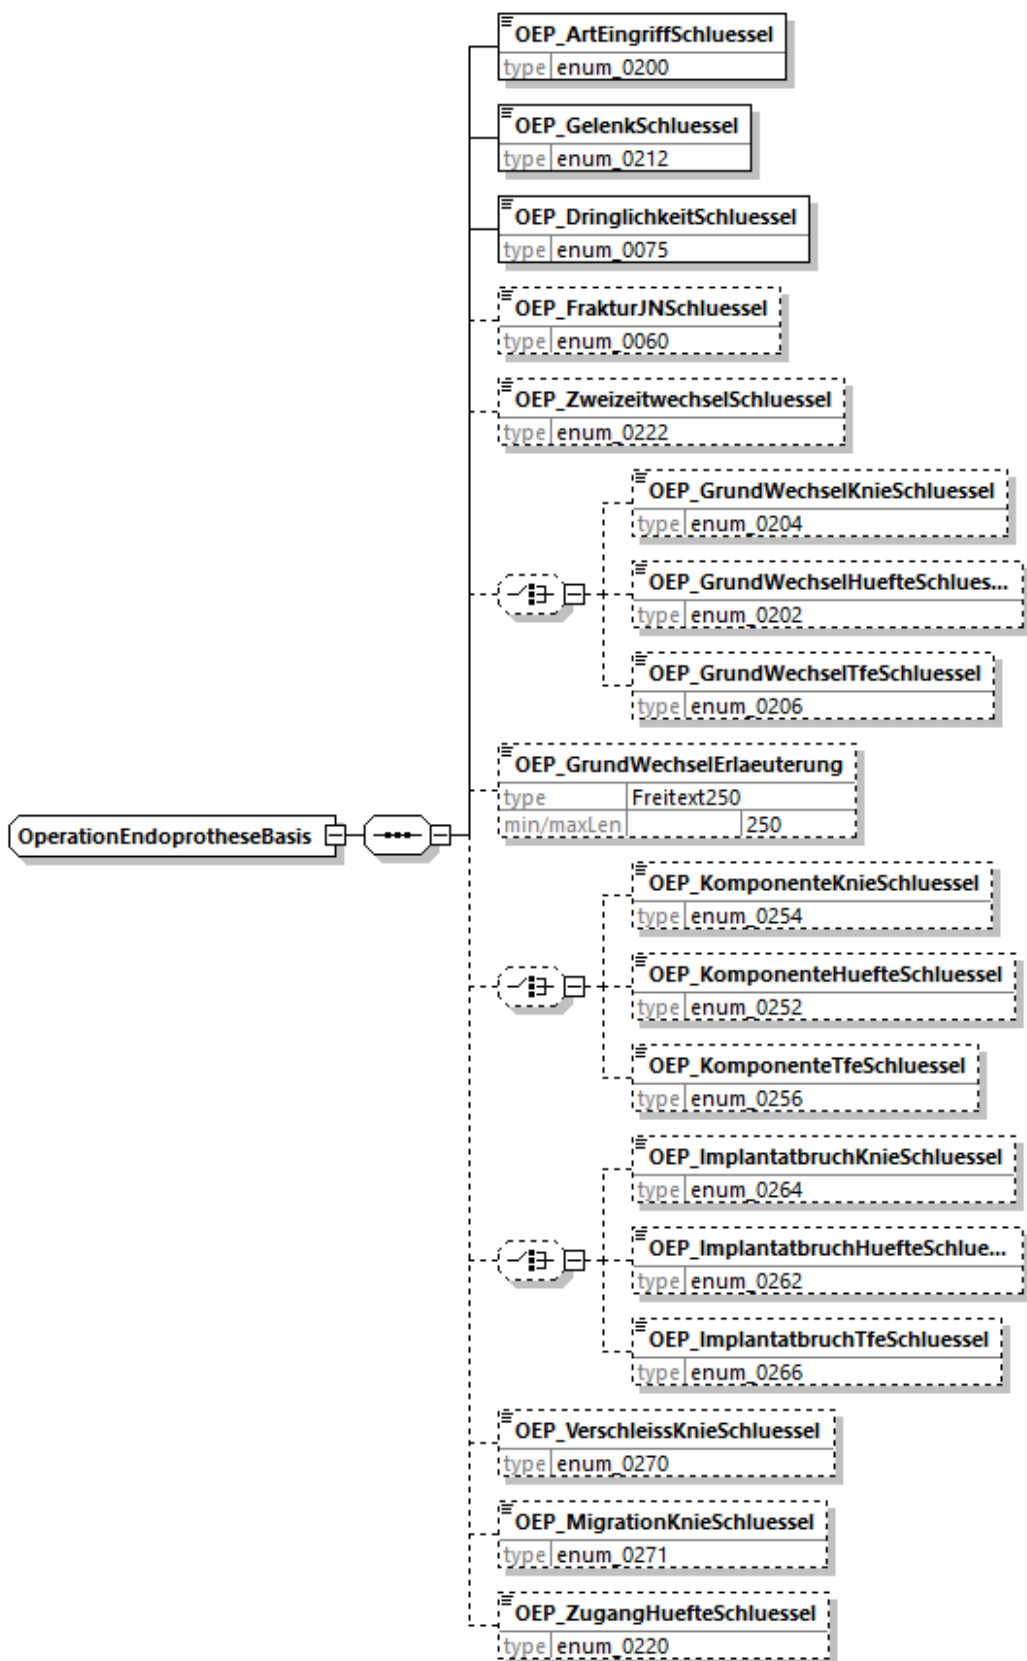 OEP_ArtEingriffSchluessel
type enum_0200
OEP_GelenkSchluessel
type enum_0212
OEP_DringlichkeitSchluessel
type enum_0075
OEP_FrakturJNSchluessel
type enum_0060
OEP_ZweizeitwechselSchluessel
type enum_0222
OEP_GrundWechselKnieSchluessel
type enum_0204
OEP_GrundWechselHuefteSchlues...
type enum_0202
OEP_GrundWechselTfeSchluessel
type enum_0206
OEP_GrundWechselErlaeuterung
type Freitext250
min/maxLen 250
OperationEndoprotheseBasis
OEP_KomponenteKnieSchluessel
type enum_0254
OEP_KomponenteHuefteSchluessel
type enum_0252
OEP_KomponenteTfeSchluessel
type enum_0256
OEP_ImplantatbruchKnieSchluessel
type enum_0264
OEP_ImplantatbruchHuefteSchlue...
type enum_0262
OEP_ImplantatbruchTfeSchluessel
type enum_0266
OEP_VerschleissKnieSchluessel
type enum_0270
OEP_MigrationKnieSchluessel
type enum_0271
OEP_ZugangHuefteSchluessel
type enum_0220